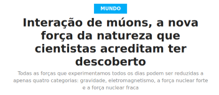 MUNDO
Interação de múons, a nova
força da natureza que
cientistas acreditam ter
descoberto
Todas as forças que experimentamos todos os dias podem ser reduzidas a
apenas quatro categorias: gravidade, eletromagnetismo, a força nuclear forte
e a força nuclear fraca